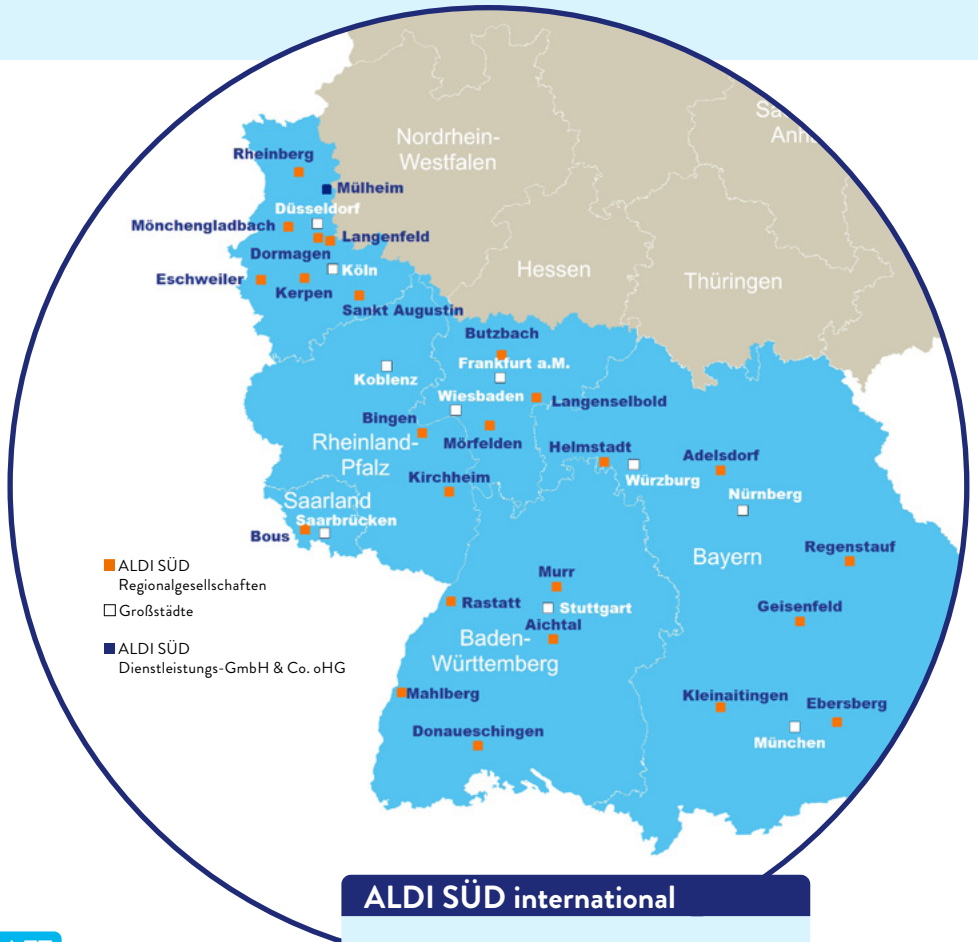 Sa
Anh
Nordrhein-
Westfalen
Rheinberg
Mülheim
Düsseldorf
Mönchengladbach
Langenfeld
Dormagen
Hessen
Thüringen
Köln
Eschweiler
Kerpen
Sankt Augustin
Butzbach
Frankfurt a.M.
Koblenz
Wiesbaden
Langenselbold
Bingen
Rheinland-
Pfalz
Mörfelden
Helmstadt
Adelsdorf
Kirchheim
Würzburg
Nürnberg
Saarland
Saarbrücken
Bous
Bayern
Regenstauf
ALDI SÜD
Regionalgesellschaften
Großstädte
ALDI SÜD
Dienstleistungs-GmbH & Co. oHG
Murr
Rastatt
Stuttgart
Geisenfeld
Aichtal
Baden-
Württemberg
Mahlberg
Kleinaitingen
Ebersberg
Donaueschingen
München
ALDI SÜD international